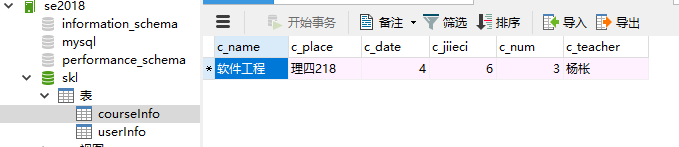 se2018
information_schema
mysql
performance_schema
skl
表
courseInfo
userInfo
开始事务 备注 筛选 排序 导入 导出
c_name c_place c_date c_jiieci c_num c_teacher
* 软件工程 理四218 4 6 3 杨枨